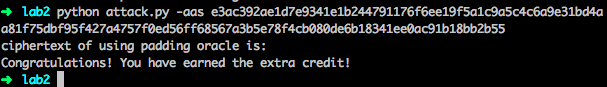 ➜ lab2 python attack.py -aas e3ac392ae1d7e9341e1b244791176f6ee19f5a1c9a5c4c6a9e31bd4a
a81f75dbf95f427a4757f0ed56ff68567a3b5e78f4cb080de6b18341ee0ac91b18bb2b55
ciphertext of using padding oracle is:
Congratulations! You have earned the extra credit!
➜ lab2